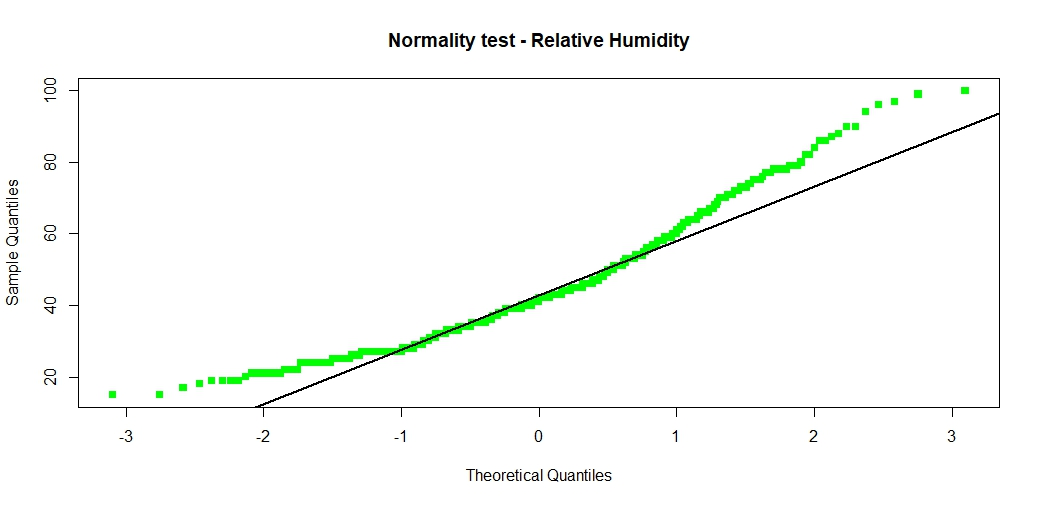 Normality test - Relative Humidity
100
80
60
40
20
Sample Quantiles
-3 -2 -1 0 1 2 3
Theoretical Quantiles